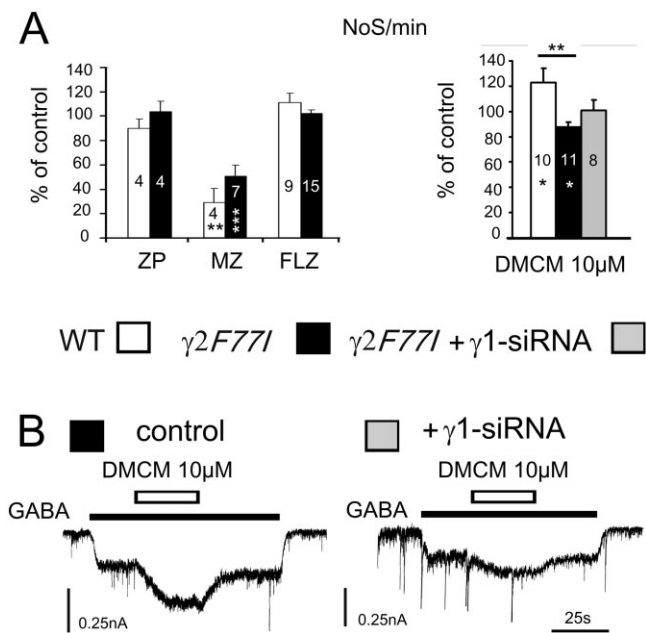 A
NoS/min
% of control
140
120
100
80
60
40
20
0
4
4
4
**
7
***
9
15
ZP MZ FLZ
% of control
140
120
100
80
60
40
20
0
**
10
*
11
*
8
DMCM 10µM
WT γ2F77I γ2F77I + γ1-siRNA
B control + γ1-siRNA
DMCM 10µM
GABA
0.25nA
DMCM 10µM
GABA
0.25nA
25s